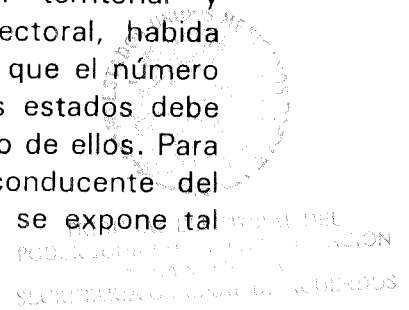 territorial y
ectoral, habida
que el número
s estados debe
o de ellos. Para
conducente del
se expone tal